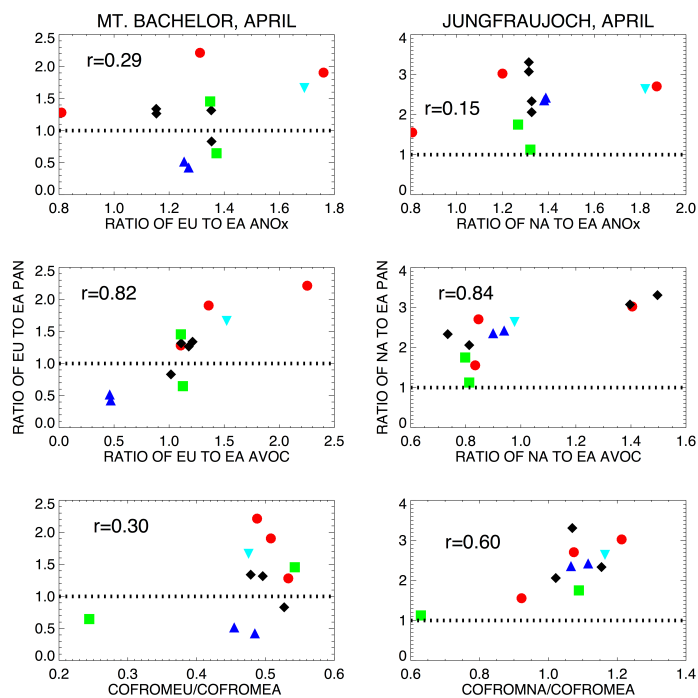 MT. BACHELOR, APRIL
JUNGFRAUJOCH, APRIL
2.5
2.0
1.5
1.0
0.5
0.0
r=0.29
0.8 1.0 1.2 1.4 1.6 1.8
RATIO OF EU TO EA ANOx
4
3
2
1
0
r=0.15
0.8 1.0 1.2 1.4 1.6 1.8 2.0
RATIO OF NA TO EA ANOx
RATIO OF EU TO EA PAN
2.5
2.0
1.5
1.0
0.5
0.0
r=0.82
0.0 0.5 1.0 1.5 2.0 2.5
RATIO OF EU TO EA AVOC
RATIO OF NA TO EA PAN
4
3
2
1
0
r=0.84
0.6 0.8 1.0 1.2 1.4 1.6
RATIO OF NA TO EA AVOC
2.5
2.0
1.5
1.0
0.5
0.0
r=0.30
0.2 0.3 0.4 0.5 0.6
COFROMEU/COFROMEA
4
3
2
1
0
r=0.60
0.6 0.8 1.0 1.2 1.4
COFROMNA/COFROMEA